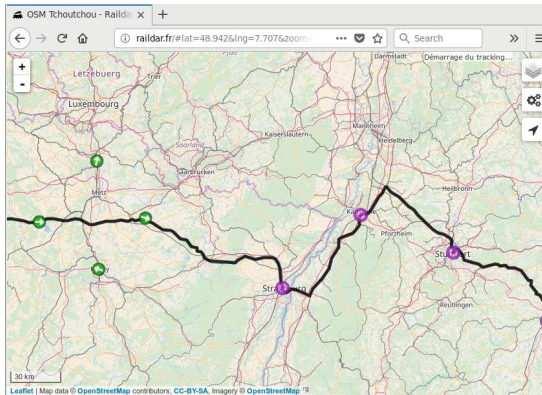 OSM Tchoutchou - Raildar
raildar.fr/#lat=48.942&lng=7.707&zoom=
Search
Démarrage du tracking...
+
-
Darmstadt
Letzebuerg
Trier
Luxembourg
Mannheim
Kaiserslautern
Heidelberg
Saarland
Saarbrücken
Heilbronn
Metz
Pforzheim
Reutlingen
30 km
Leaflet | Map data © OpenStreetMap contributors, CC-BY-SA, Imagery © OpenStreetMap